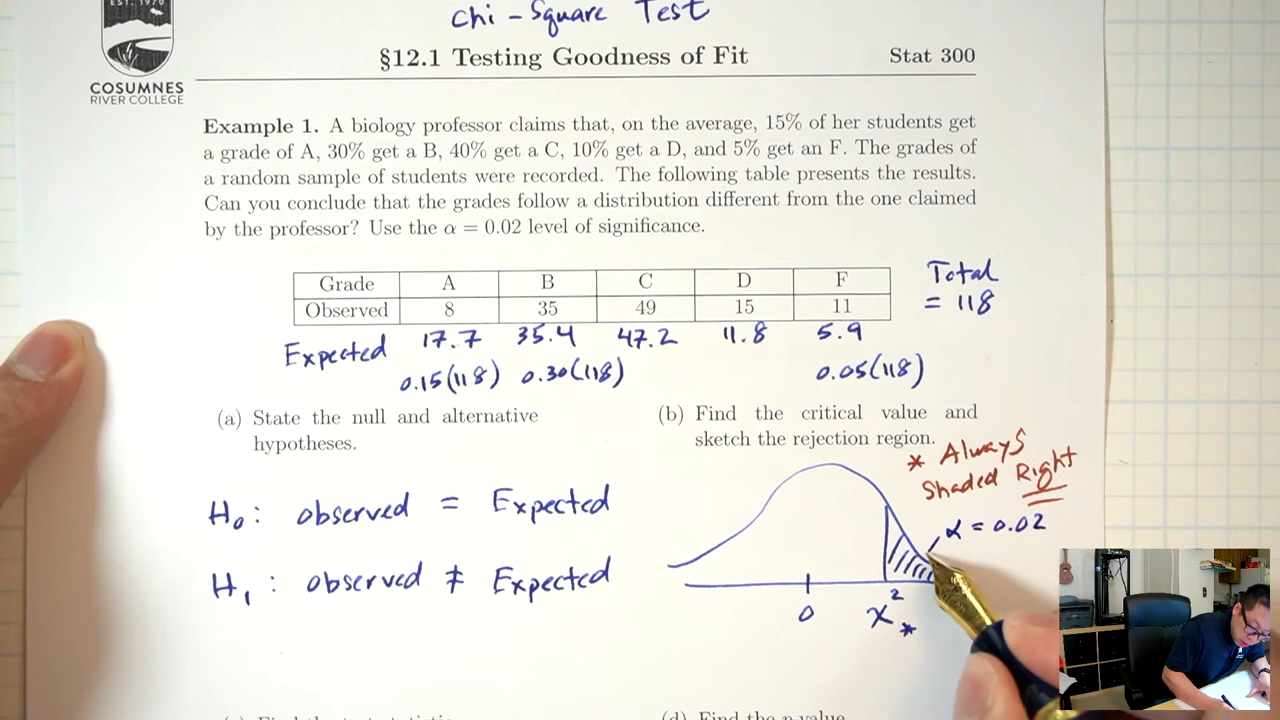 EST. 1970
Chi - Square Test
§12.1 Testing Goodness of Fit Stat 300
COSUMNES
RIVER COLLEGE
Example 1. A biology professor claims that, on the average, 15% of her students get
a grade of A, 30% get a B, 40% get a C, 10% get a D, and 5% get an F. The grades of
a random sample of students were recorded. The following table presents the results.
Can you conclude that the grades follow a distribution different from the one claimed
by the professor? Use the α = 0.02 level of significance.
Grade A B C D F
Observed 8 35 49 15 11
Total
= 118
Expected 17.7 35.4 47.2 11.8 5.9
0.15(118) 0.30(118) 0.05(118)
(a) State the null and alternative
hypotheses.
(b) Find the critical value and
sketch the rejection region.
* Always
Shaded Right
H₀: observed = Expected
H₁: observed ≠ Expected
α = 0.02
0 χ²*
(d) Find the p-value